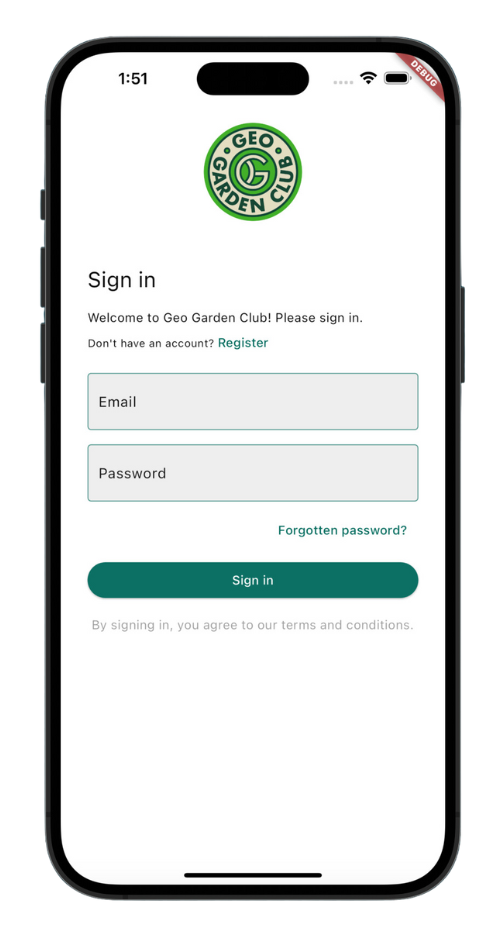 1:51
DEBUG
GEO
G
GARDEN CLUB
Sign in
Welcome to Geo Garden Club! Please sign in.
Don't have an account? Register
Email
Password
Forgotten password?
Sign in
By signing in, you agree to our terms and conditions.